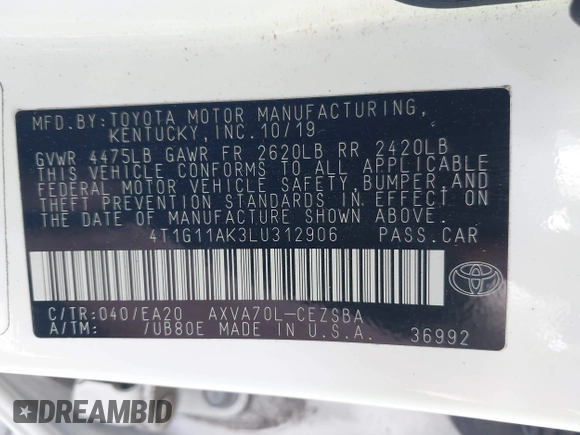 MFD.BY:TOYOTA MOTOR MANUFACTURING,
KENTUCKY,INC.10/19
GVWR 4475LB GAWR FR 2620LB RR 2420LB
THIS VEHICLE CONFORMS TO ALL APPLICABLE
FEDERAL MOTOR VEHICLE SAFETY,BUMPER,AND
THEFT PREVENTION STANDARDS IN EFFECT ON
THE DATE OF MANUFACTURE SHOWN ABOVE.
4T1G11AK3LU312906 PASS.CAR
C/TR:040/EA20 AXVA70L-CEZSBA
A/TM: /UB80E MADE IN U.S.A. 36992
TOYOTA
DREAMBID